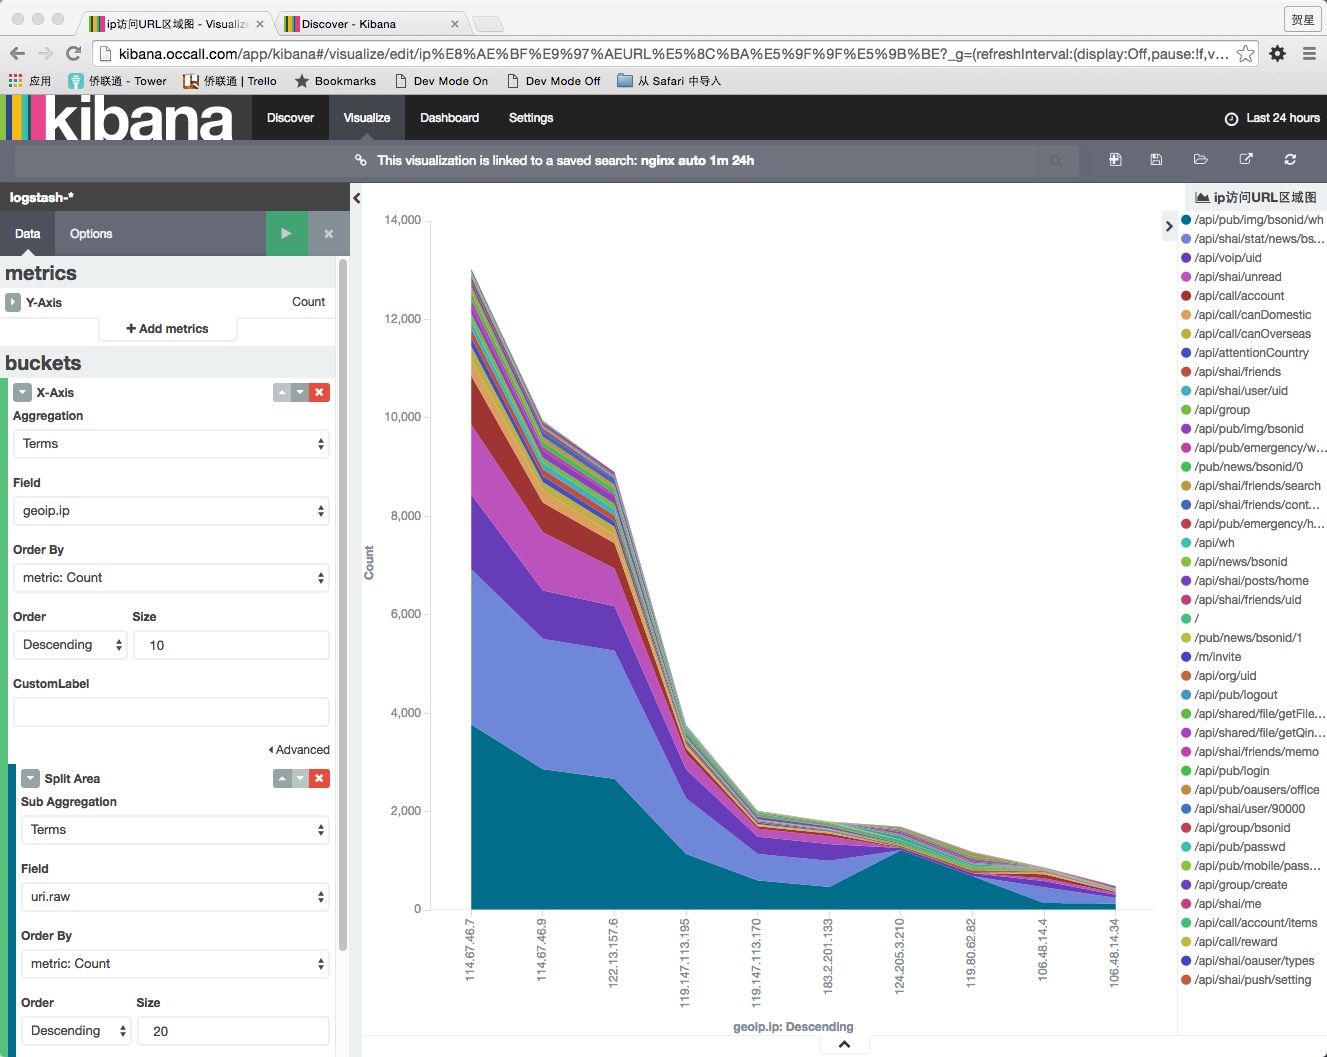 ip访问URL区域图 - Visualize
Discover - Kibana
贺星
kibana.occall.com/app/kibana#/visualize/edit/ip%E8%AE%BF%E9%97%AEURL%E5%8C%BA%E5%9F%9F%E5%9B%BE?_g=(refreshInterval:(display:Off,pause:!f,v...
应用
侨联通 - Tower
侨联通 | Trello
Bookmarks
Dev Mode On
Dev Mode Off
从 Safari 中导入
kibana
Discover
Visualize
Dashboard
Settings
Last 24 hours
This visualization is linked to a saved search: nginx auto 1m 24h
logstash-*
Data
Options
metrics
Y-Axis
Count
Add metrics
buckets
X-Axis
Aggregation
Terms
Field
geoip.ip
Order By
metric: Count
Order
Size
Descending
10
CustomLabel
Advanced
Split Area
Sub Aggregation
Terms
Field
uri.raw
Order By
metric: Count
Order
Size
Descending
20
14,000
12,000
10,000
8,000
6,000
4,000
2,000
0
Count
114.67.46.7
114.67.46.9
122.13.157.6
119.147.113.195
119.147.113.170
183.2.201.133
124.205.3.210
119.80.62.82
106.48.14.4
106.48.14.34
geoip.ip: Descending
ip访问URL区域图
/api/pub/img/bsonid/wh
/api/shai/stat/news/bs...
/api/voip/uid
/api/shai/unread
/api/call/account
/api/call/canDomestic
/api/call/canOverseas
/api/attentionCountry
/api/shai/friends
/api/shai/user/uid
/api/group
/api/pub/img/bsonid
/api/pub/emergency/w...
/pub/news/bsonid/0
/api/shai/friends/search
/api/shai/friends/cont...
/api/pub/emergency/h...
/api/wh
/api/news/bsonid
/api/shai/posts/home
/api/shai/friends/uid
/
/pub/news/bsonid/1
/m/invite
/api/org/uid
/api/pub/logout
/api/shared/file/getFile...
/api/shared/file/getQin...
/api/shai/friends/memo
/api/pub/login
/api/pub/oausers/office
/api/shai/user/90000
/api/group/bsonid
/api/pub/passwd
/api/pub/mobile/pass...
/api/group/create
/api/shai/me
/api/call/account/items
/api/call/reward
/api/shai/oauser/types
/api/shai/push/setting